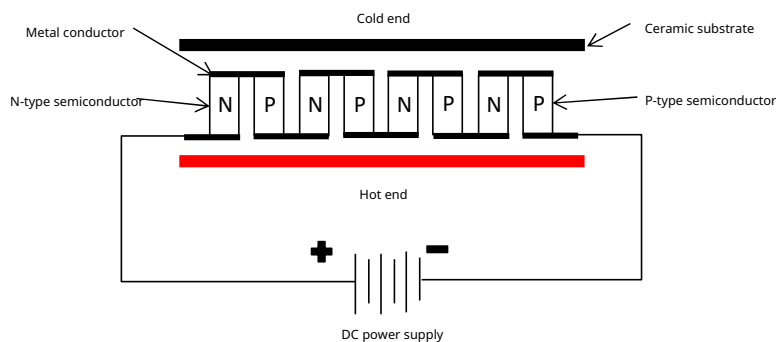 Cold end
Metal conductor
Ceramic substrate
N-type semiconductor
N P N P N P N P
P-type semiconductor
Hot end
+ -
DC power supply